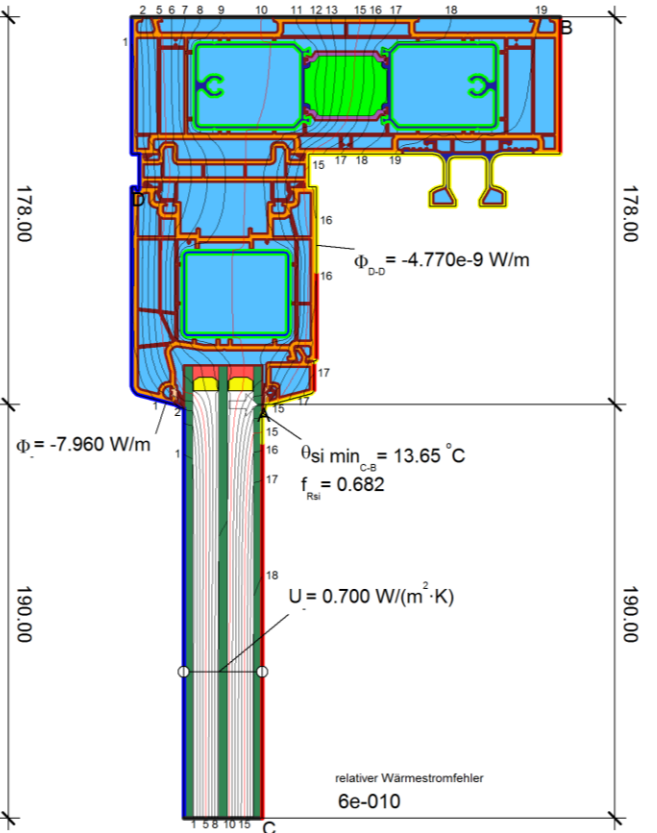 2 5 6 7 8 9 10 11 12 13 15 16 17 18 19
B
1
15
17 18 19
178.00
178.00
D
16
Φ D-D = -4.770e-9 W/m
16
17
1 2 A 15 17
Φ - = -7.960 W/m
15
θsi min C-B = 13.65 °C
1
16
f Rsi = 0.682
17
18
U - = 0.700 W/(m²·K)
190.00
190.00
relativer Wärmestromfehler
6e-010
1 5 8 10 15
C